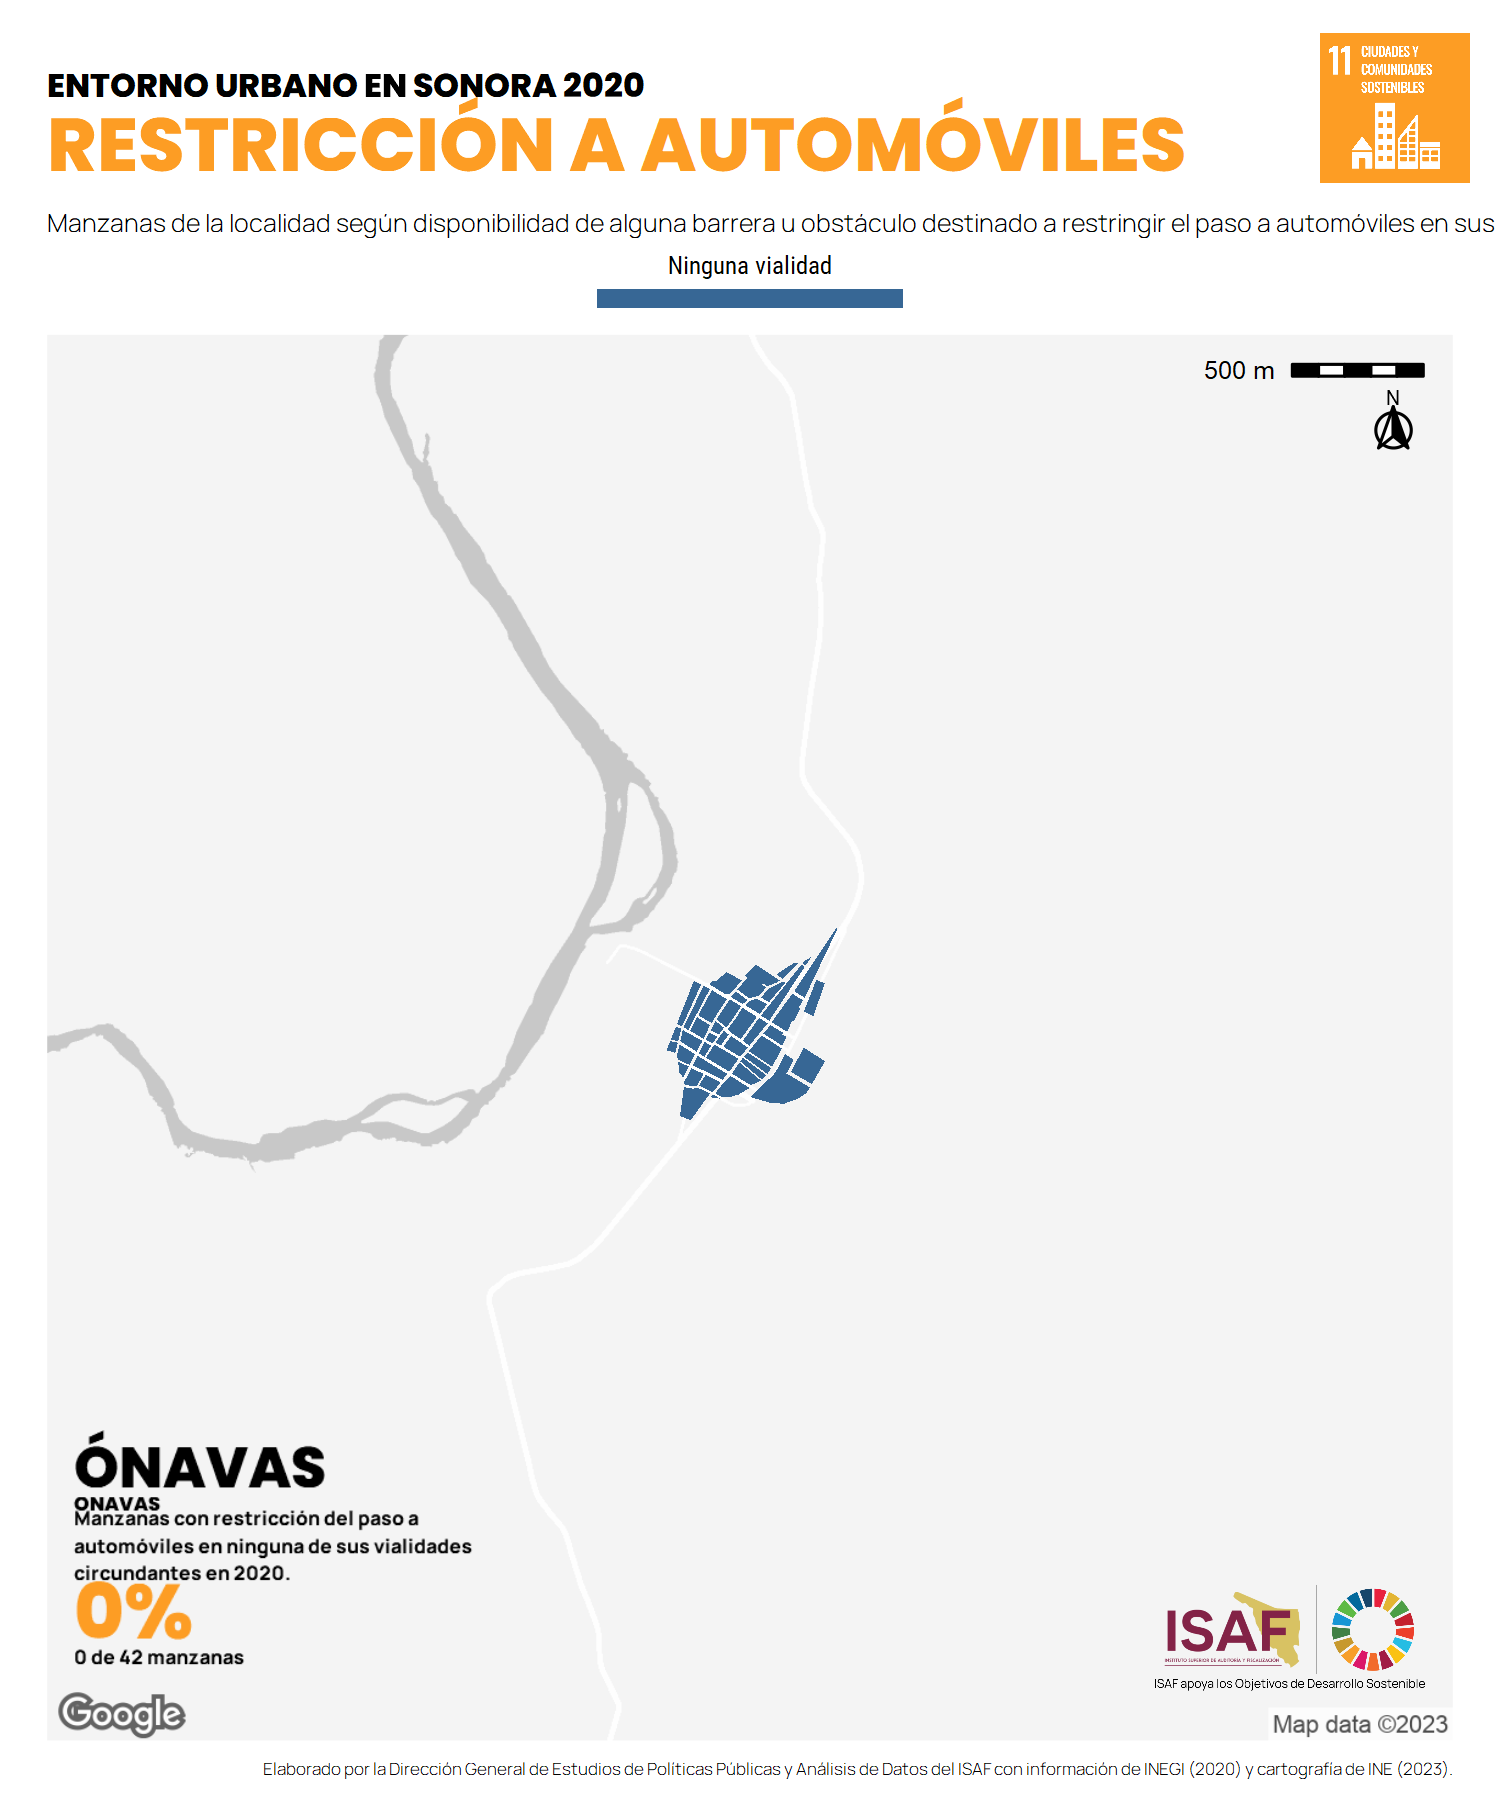 ENTORNO URBANO EN SONORA 2020
RESTRICCIÓN A AUTOMÓVILES
11 CIUDADES Y
COMUNIDADES
SOSTENIBLES
Manzanas de la localidad según disponibilidad de alguna barrera u obstáculo destinado a restringir el paso a automóviles en sus
Ninguna vialidad
500 m
N
ÓNAVAS
ONAVAS
Manzanas con restricción del paso a
automóviles en ninguna de sus vialidades
circundantes en 2020.
0%
0 de 42 manzanas
ISAF
INSTITUTO SUPERIOR DE AUDITORÍA Y FISCALIZACIÓN
ISAF apoya los Objetivos de Desarrollo Sostenible
Google
Map data ©2023
Elaborado por la Dirección General de Estudios de Políticas Públicas y Análisis de Datos del ISAF con información de INEGI (2020) y cartografía de INE (2023).